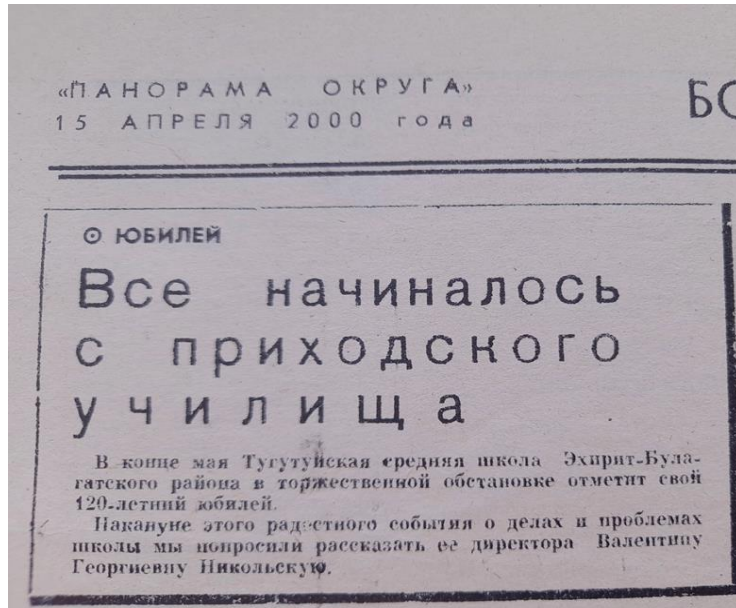 «ПАНОРАМА ОКРУГА»
15 АПРЕЛЯ 2000 года
БО
⊙ ЮБИЛЕЙ
Все начиналось
с приходского
училища
В конце мая Тугутуйская средняя школа Эхирит-Була-
гатского района в торжественной обстановке отметит свой
120-летний юбилей.
Накануне этого радостного события о делах и проблемах
школы мы попросили рассказать ее директора Валентину
Георгиевну Никольскую.